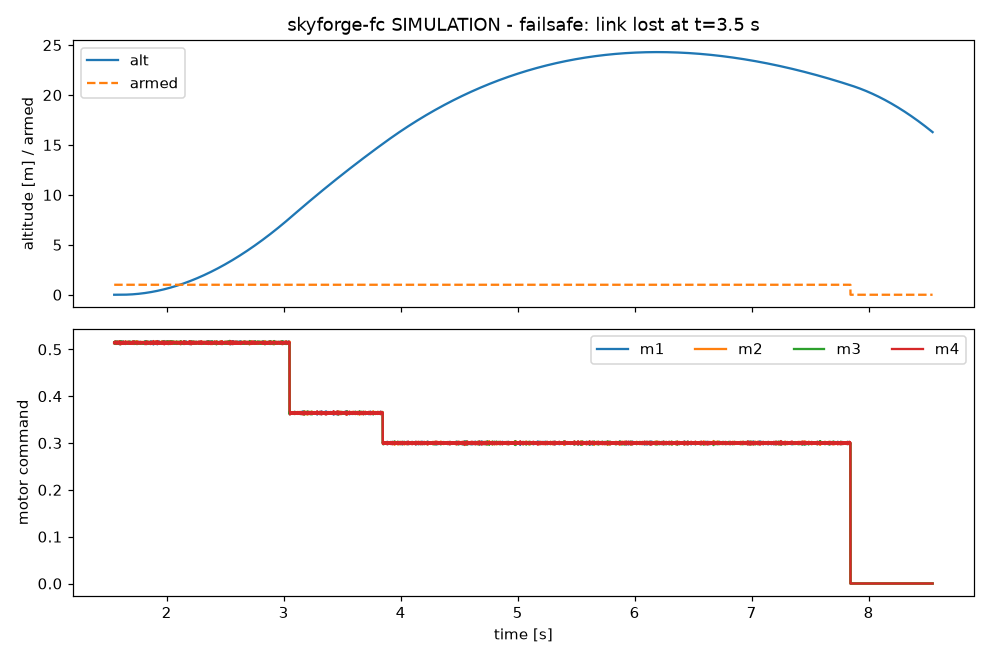 skyforge-fc SIMULATION - failsafe: link lost at t=3.5 s
alt
armed
altitude [m] / armed
25
20
15
10
5
0
m1 m2 m3 m4
motor command
0.5
0.4
0.3
0.2
0.1
0.0
2 3 4 5 6 7 8
time [s]